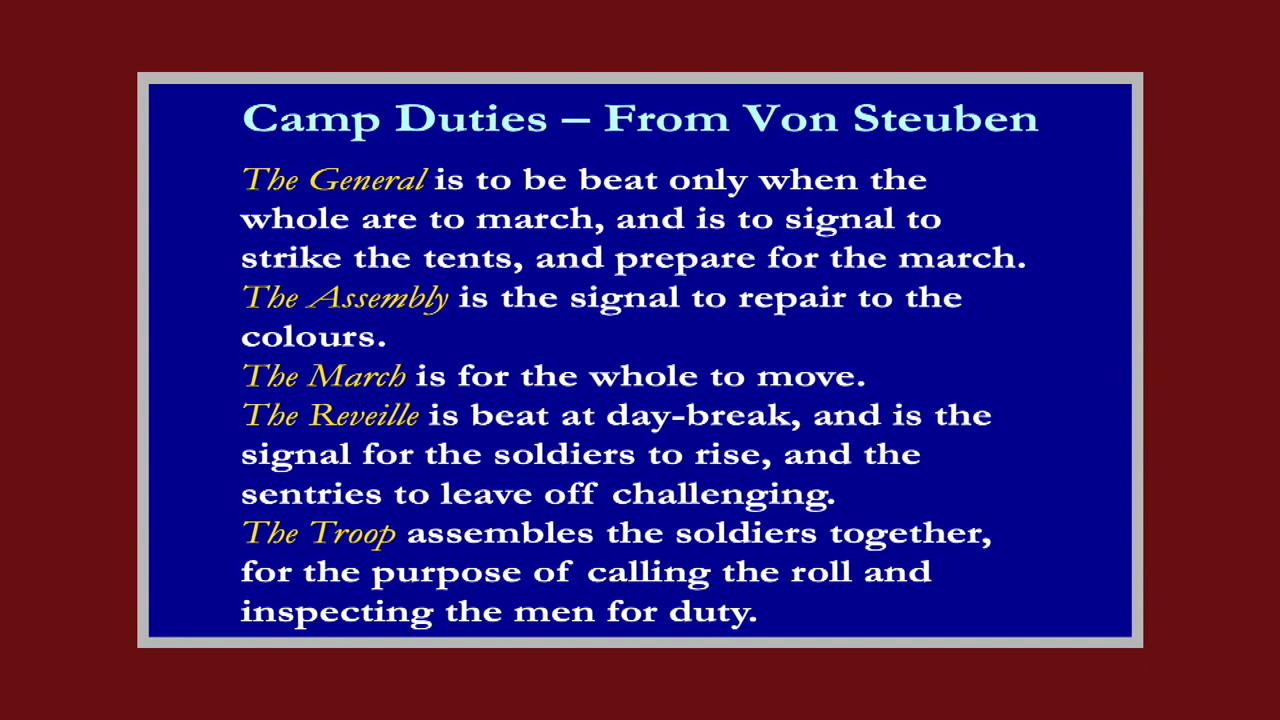 Camp Duties – From Von Steuben
The General is to be beat only when the
whole are to march, and is to signal to
strike the tents, and prepare for the march.
The Assembly is the signal to repair to the
colours.
The March is for the whole to move.
The Reveille is beat at day-break, and is the
signal for the soldiers to rise, and the
sentries to leave off challenging.
The Troop assembles the soldiers together,
for the purpose of calling the roll and
inspecting the men for duty.